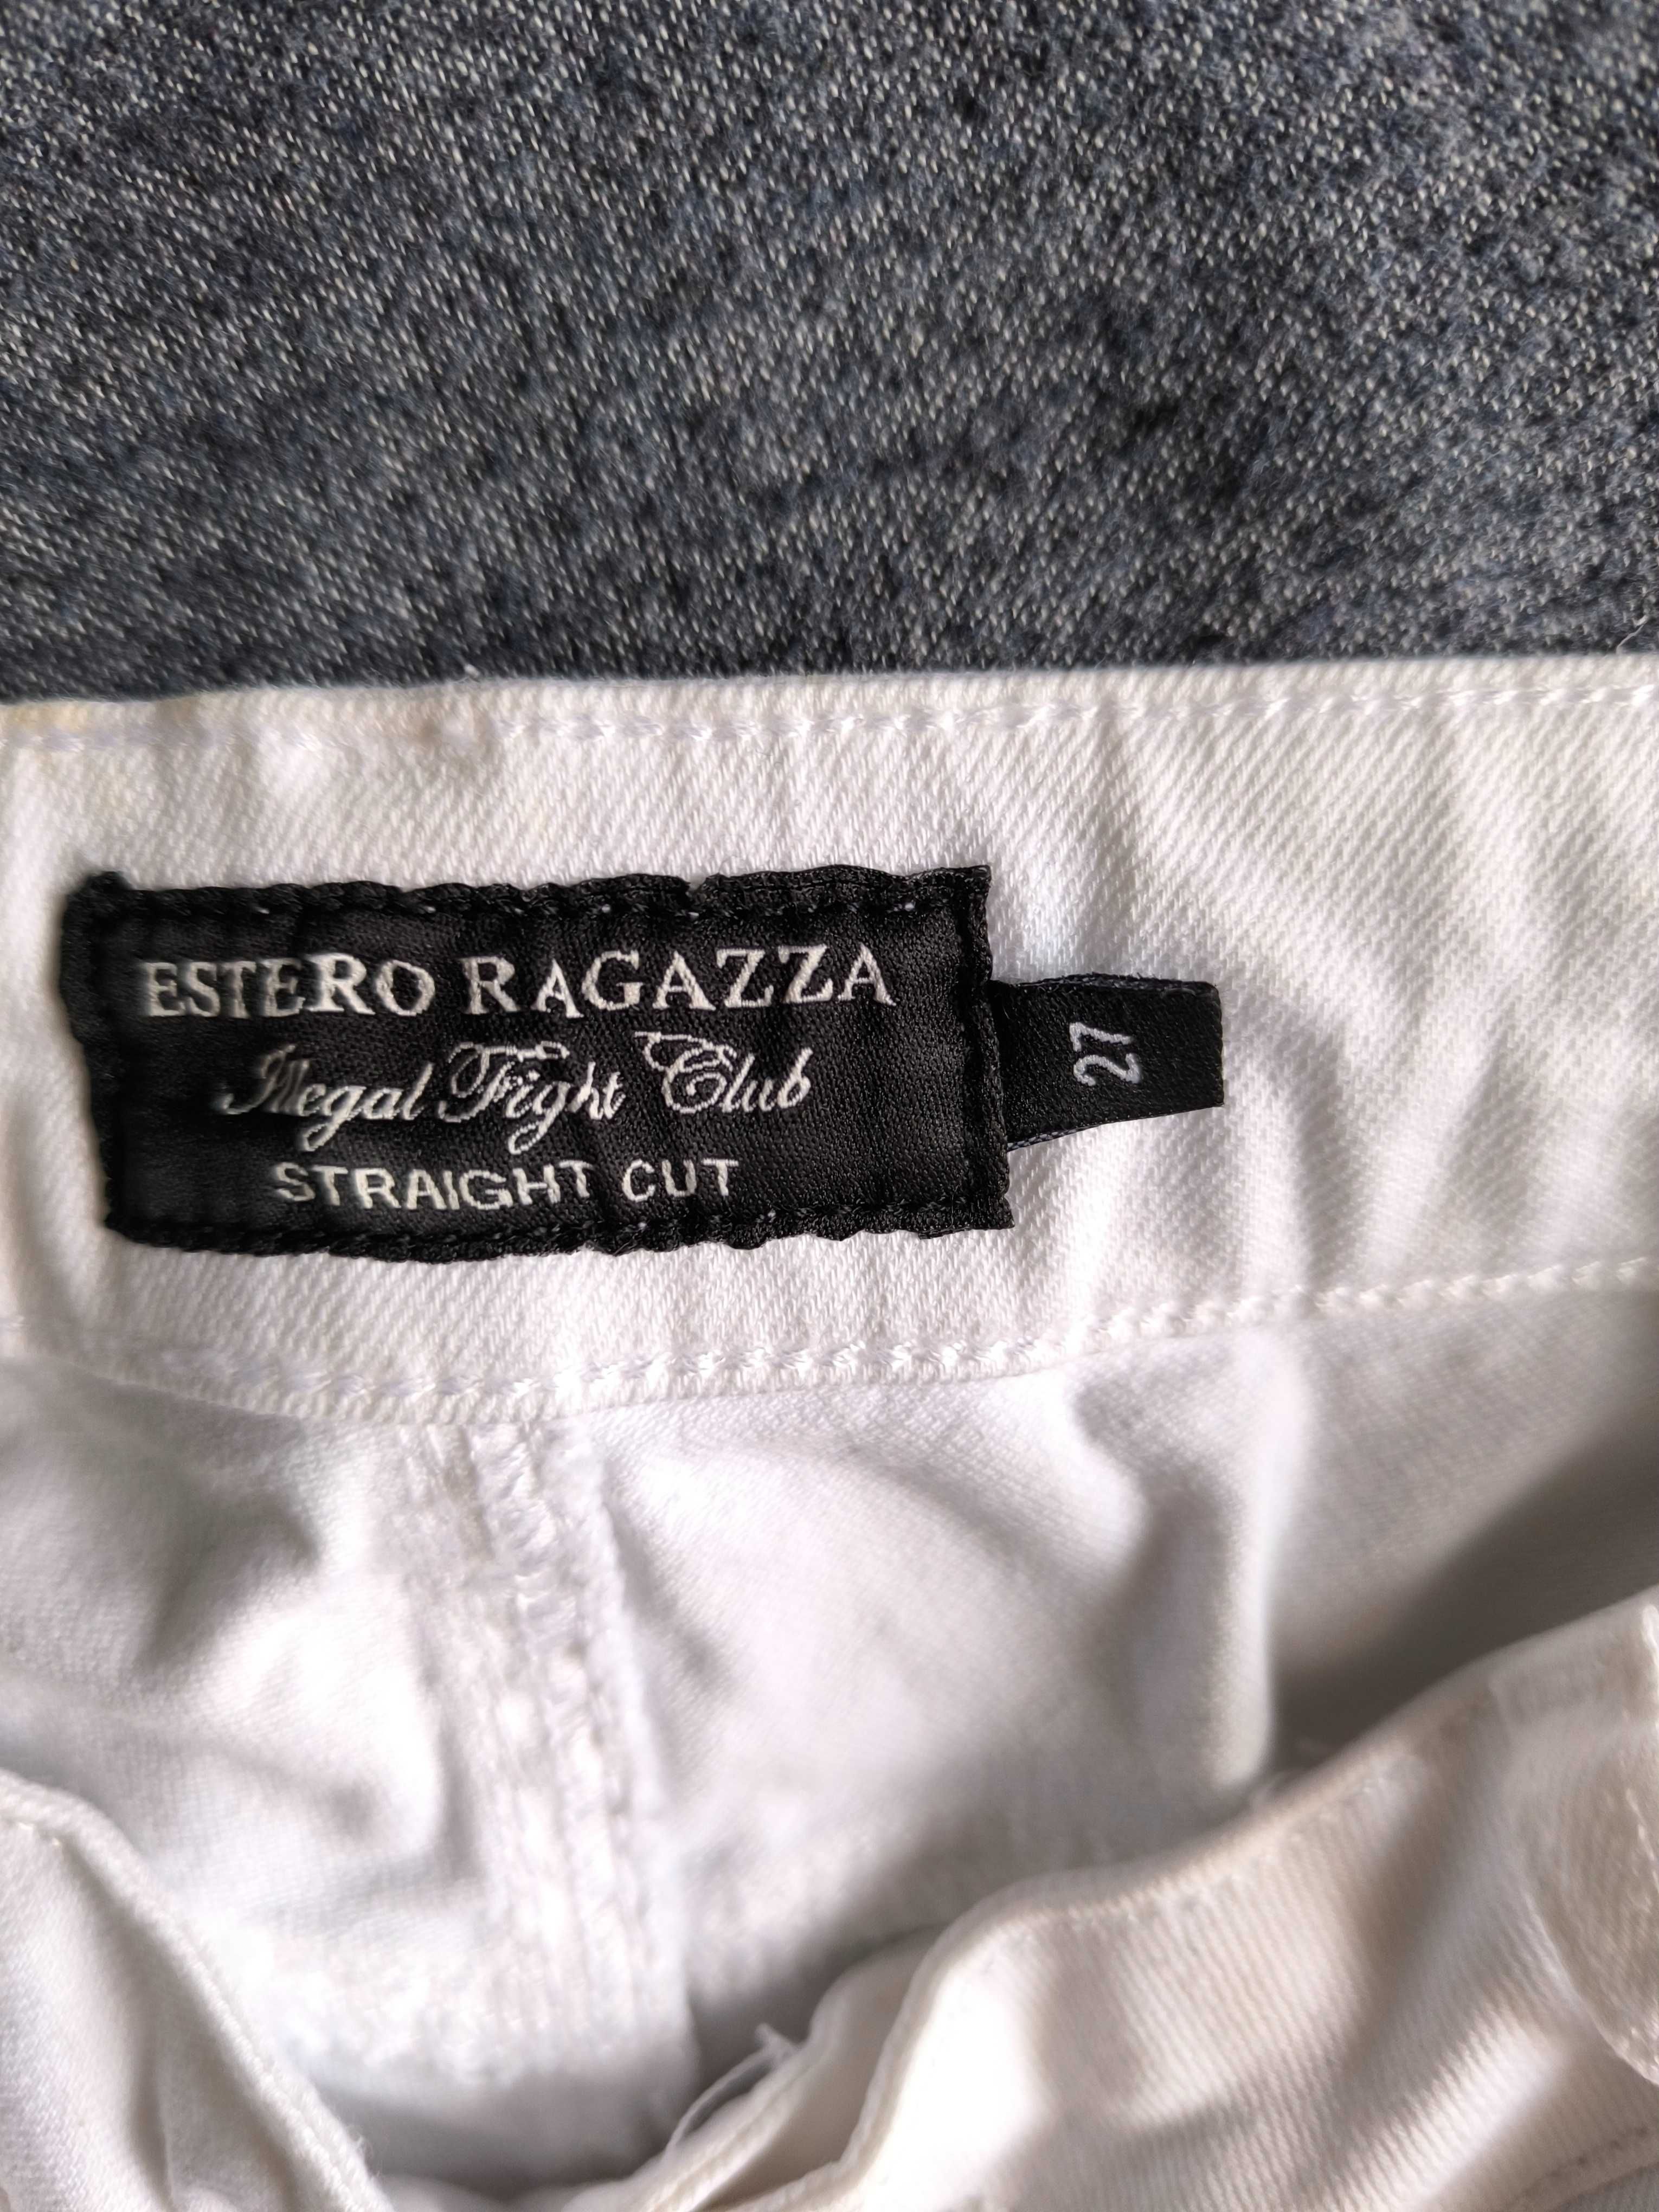 ESTERO RAGAZZA
Illegal Fight Club
STRAIGHT CUT
27